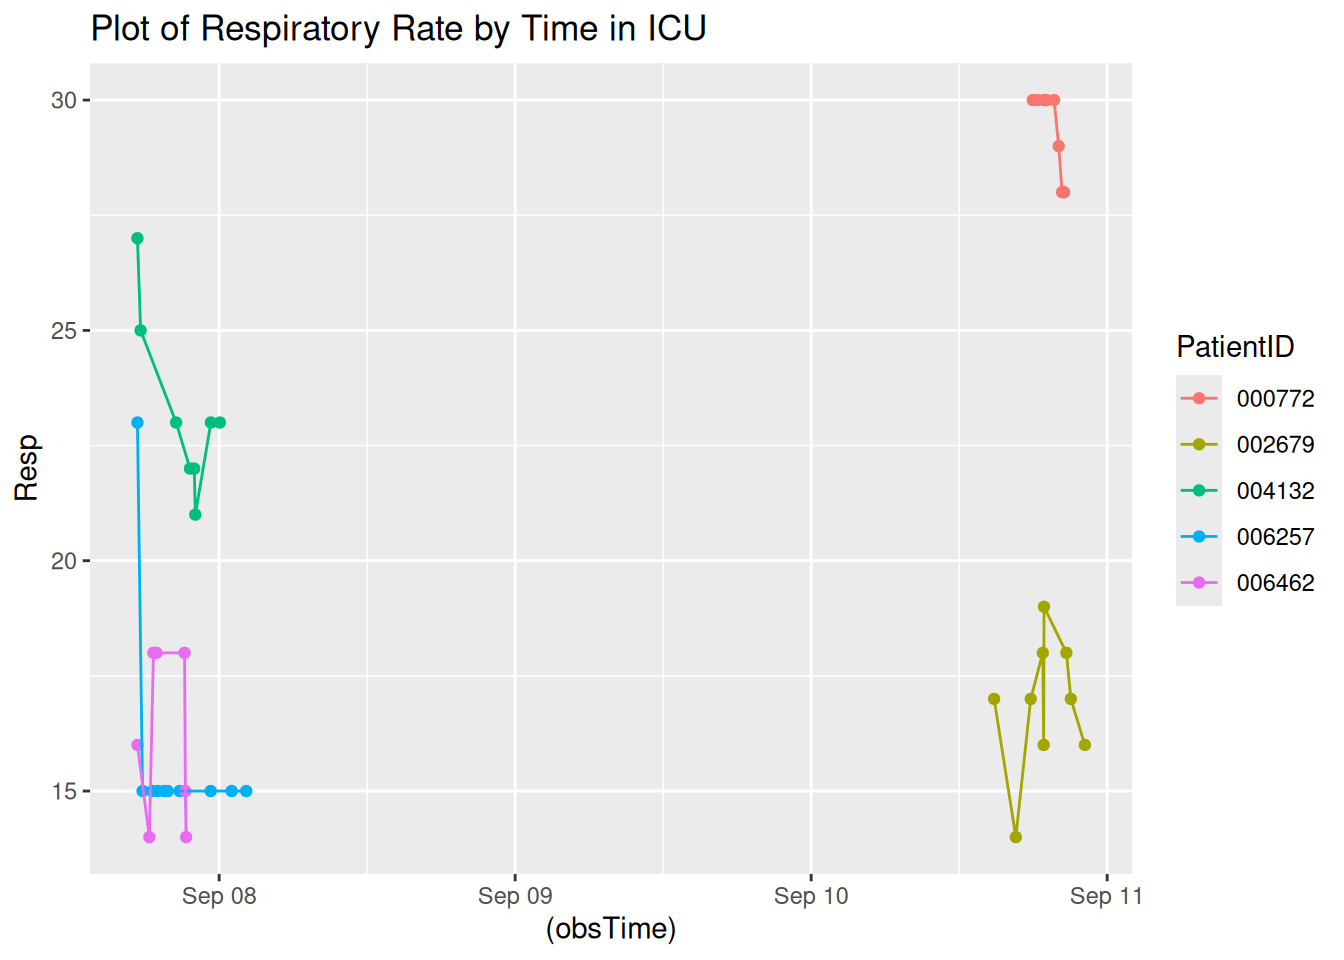 Plot of Respiratory Rate by Time in ICU
30
25
20
15
Resp
Sep 08
Sep 09
Sep 10
Sep 11
(obsTime)
PatientID
000772
002679
004132
006257
006462